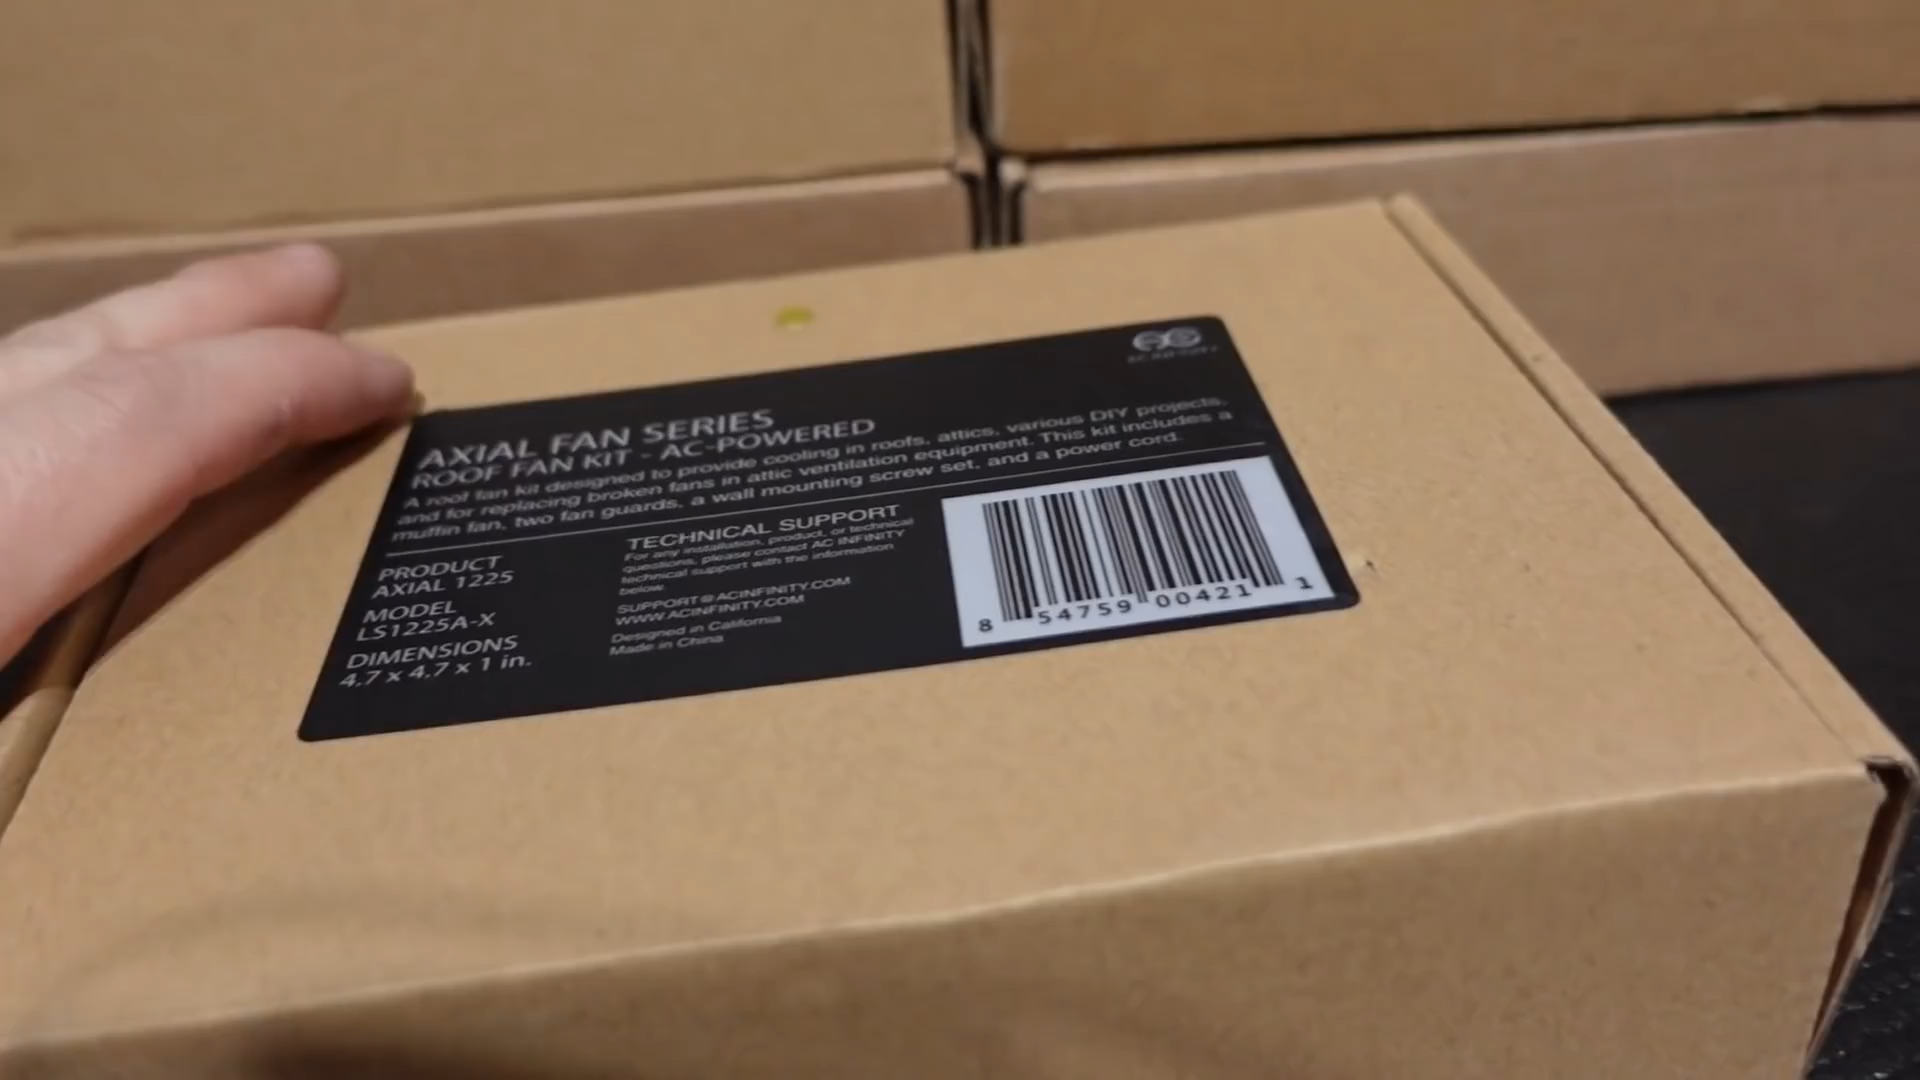 AC INFINITY
AXIAL FAN SERIES
ROOF FAN KIT - AC-POWERED
A roof fan kit designed to provide cooling in roofs, attics, various DIY projects,
and for replacing broken fans in attic ventilation equipment. This kit includes a
muffin fan, two fan guards, a wall mounting screw set, and a power cord.
PRODUCT
AXIAL 1225
MODEL
LS1225A-X
DIMENSIONS
4.7 x 4.7 x 1 in.
TECHNICAL SUPPORT
For any installation, product, or technical
questions, please contact AC INFINITY
technical support with the information
below.
SUPPORT@ACINFINITY.COM
WWW.ACINFINITY.COM
Designed in California
Made in China
8 54759 00421 1